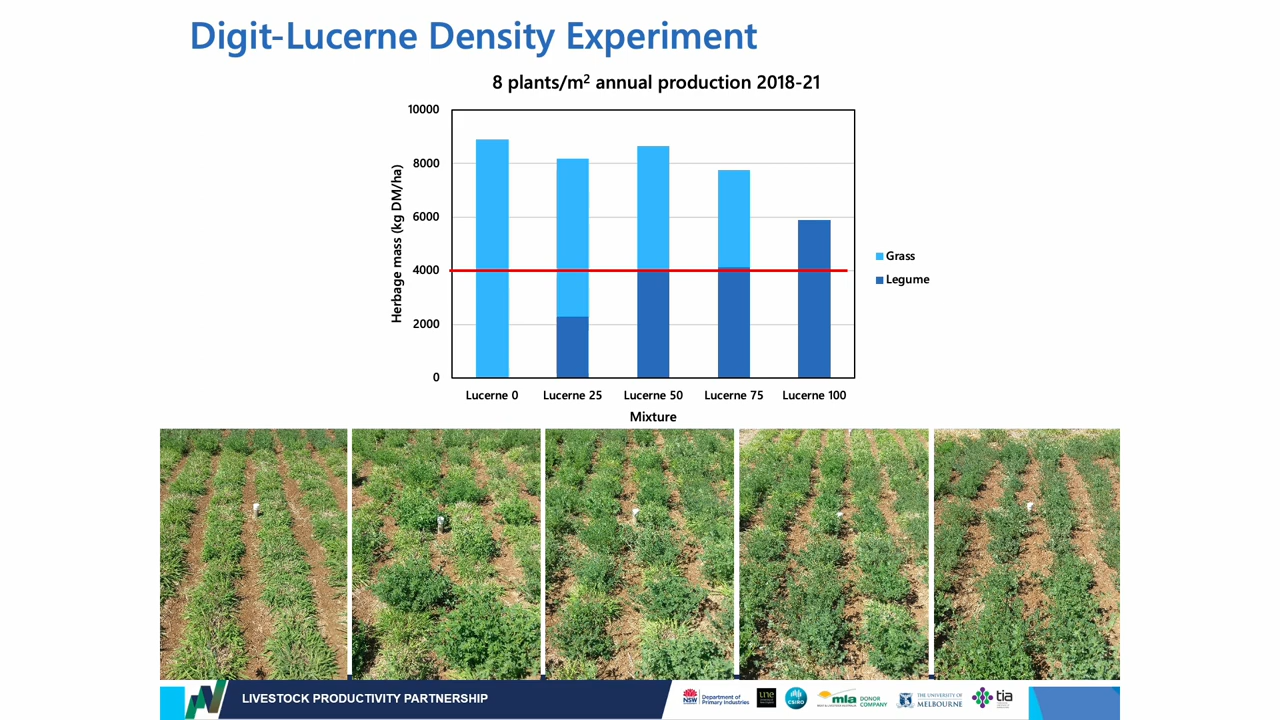 Digit-Lucerne Density Experiment
8 plants/m² annual production 2018-21
Herbage mass (kg DM/ha)
10000
8000
6000
4000
2000
0
Grass
Legume
Lucerne 0 Lucerne 25 Lucerne 50 Lucerne 75 Lucerne 100
Mixture
LIVESTOCK PRODUCTIVITY PARTNERSHIP
NSW
Department of
Primary Industries
une
CSIRO
mla
DONOR
COMPANY
THE UNIVERSITY OF
MELBOURNE
tia